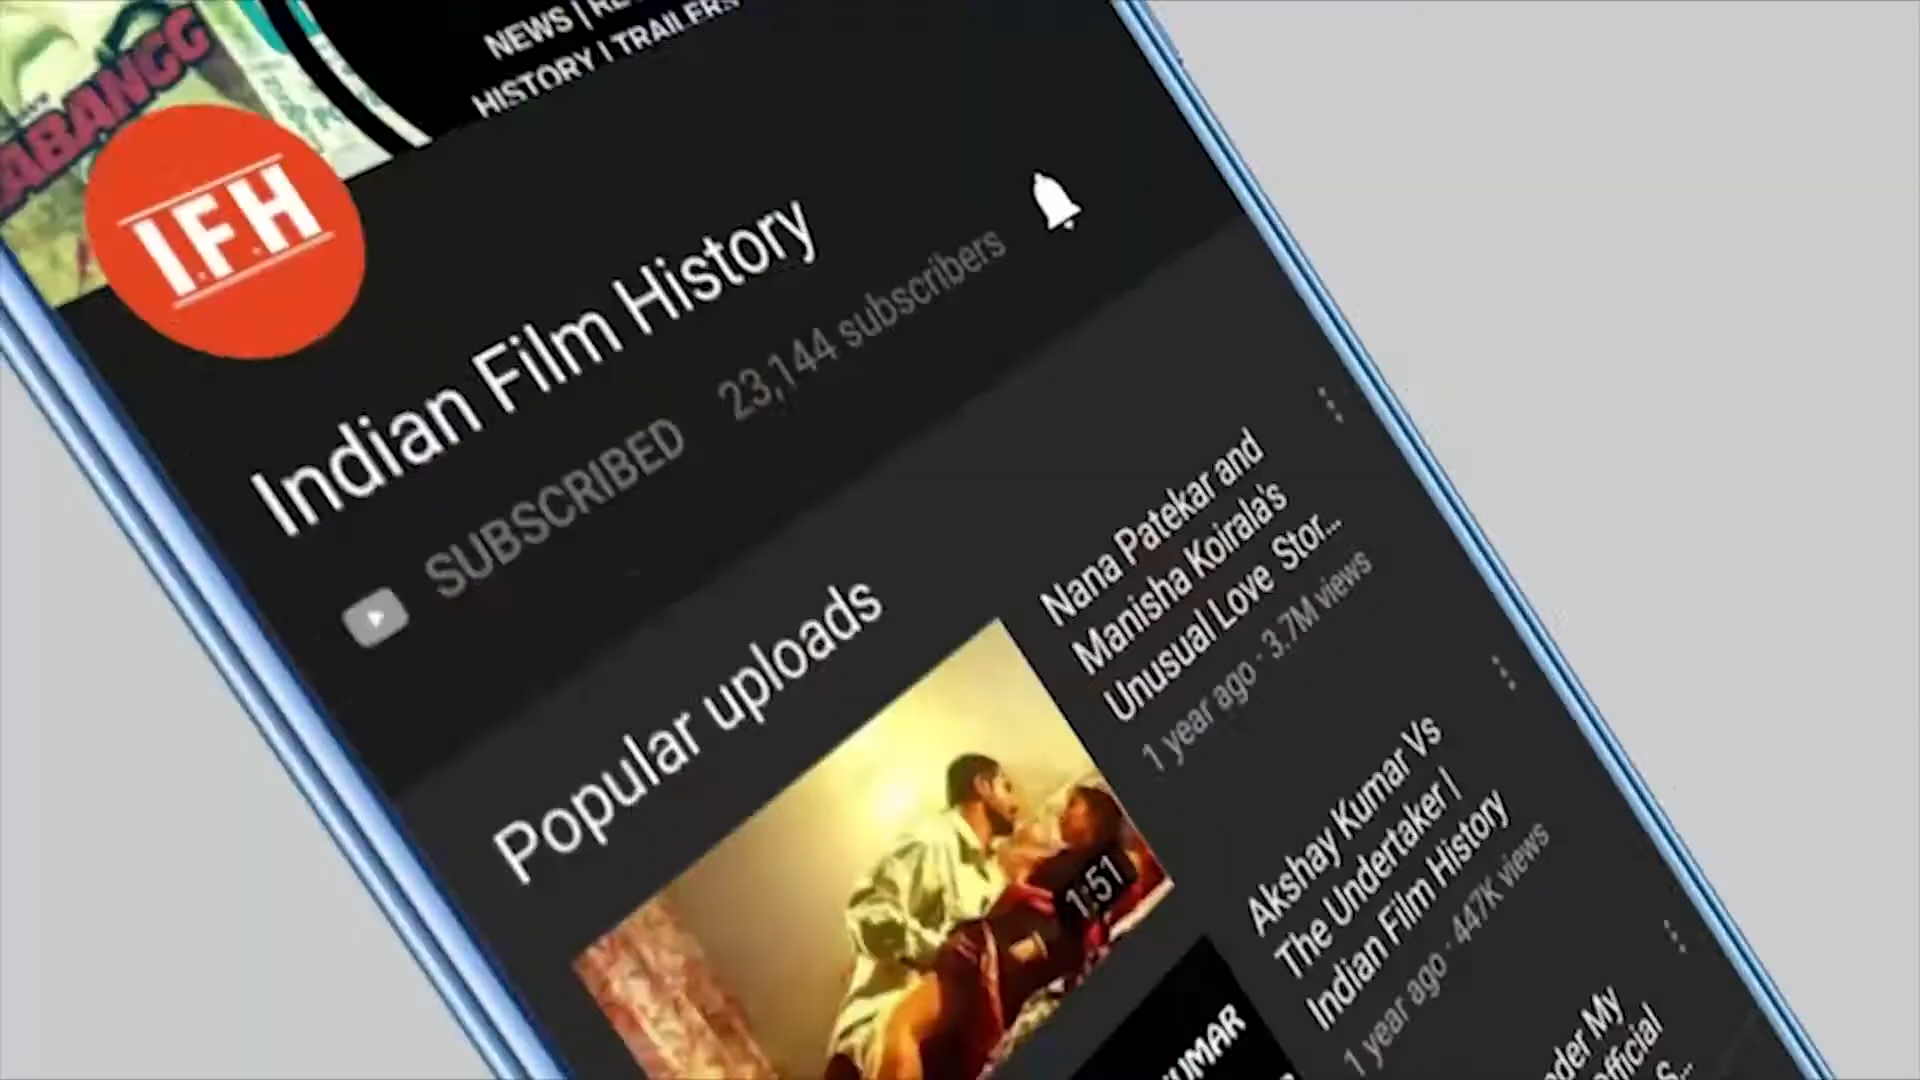 NEWS
HISTORY | TRAILERS
ABANGG
I.F.H
Indian Film History
SUBSCRIBED 23,144 subscribers
Popular uploads
1:51
Nana Patekar and
Manisha Koirala's
Unusual Love Stor...
1 year ago · 3.7M views
Akshay Kumar Vs
The Undertaker |
Indian Film History
1 year ago · 447K views
UMAR
My
S...